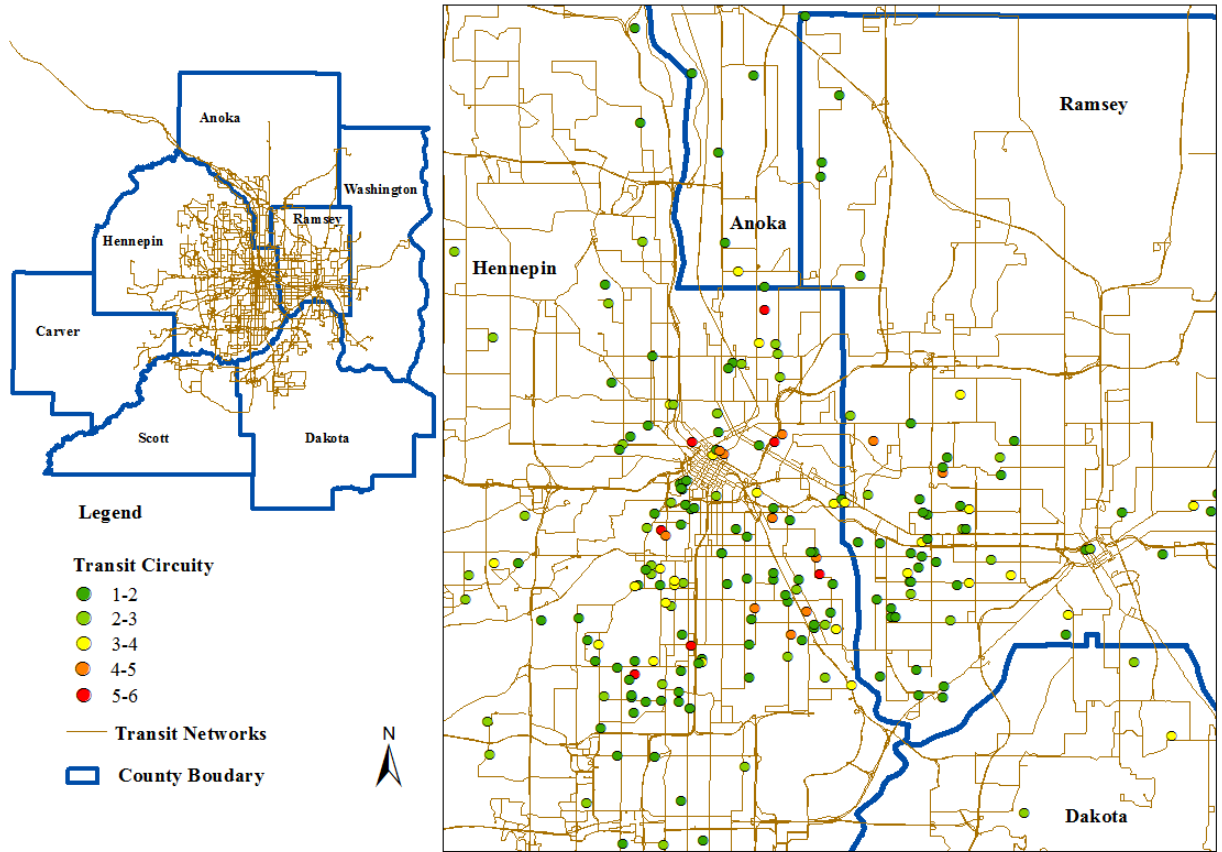 Anoka
Washington
Ramsey
Hennepin
Carver
Scott
Dakota
Legend
Transit Circuity
1-2
2-3
3-4
4-5
5-6
Transit Networks
County Boudary
N
Ramsey
Anoka
Hennepin
Dakota